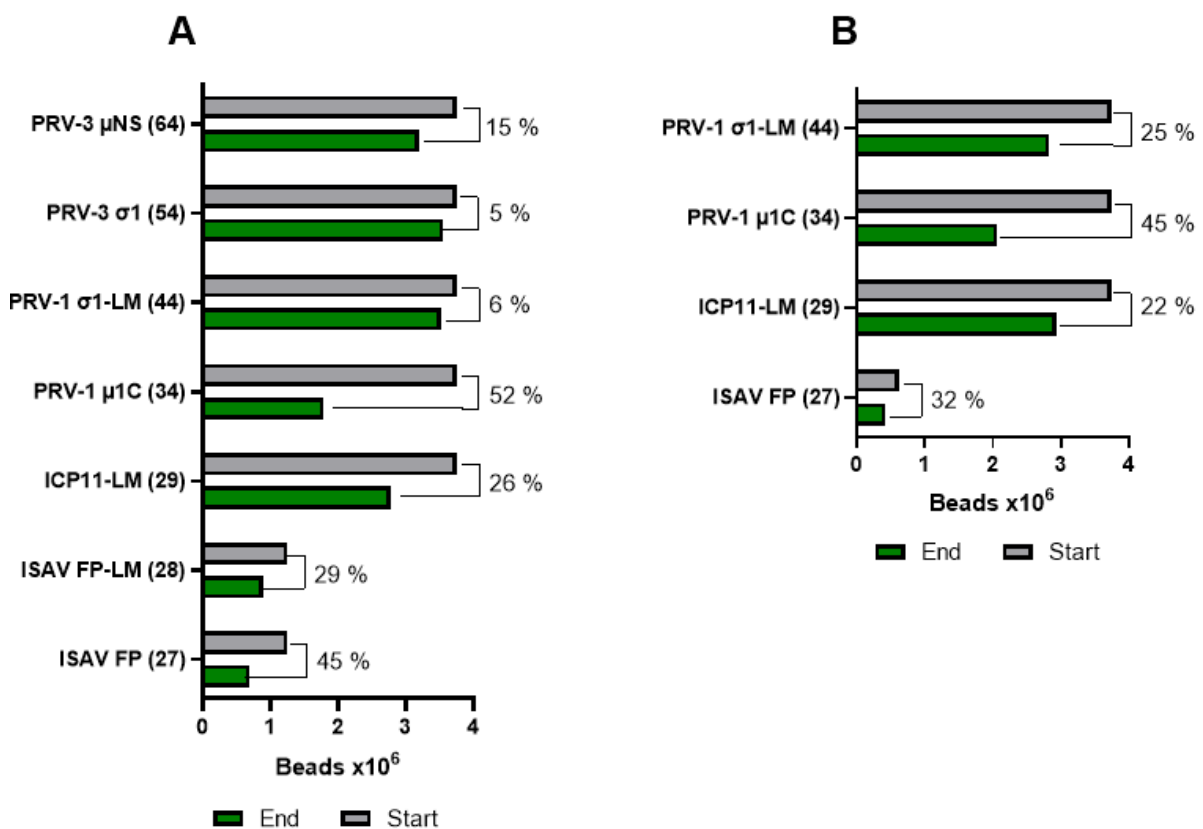 A
PRV-3 µNS (64)
15 %
PRV-3 σ1 (54)
5 %
PRV-1 σ1-LM (44)
6 %
PRV-1 µ1C (34)
52 %
ICP11-LM (29)
26 %
ISAV FP-LM (28)
29 %
ISAV FP (27)
45 %
0 1 2 3 4
Beads x10⁶
End Start
B
PRV-1 σ1-LM (44)
25 %
PRV-1 µ1C (34)
45 %
ICP11-LM (29)
22 %
ISAV FP (27)
32 %
0 1 2 3 4
Beads x10⁶
End Start